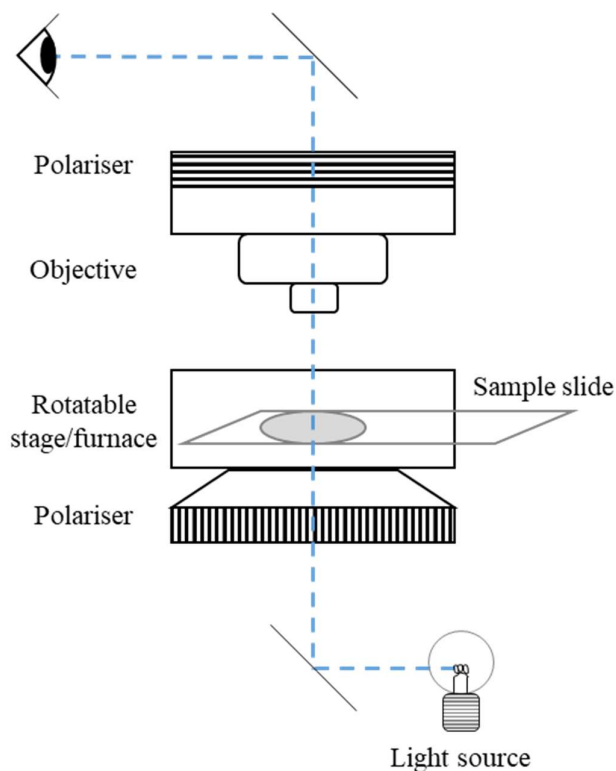 Polariser
Objective
Sample slide
Rotatable
stage/furnace
Polariser
Light source